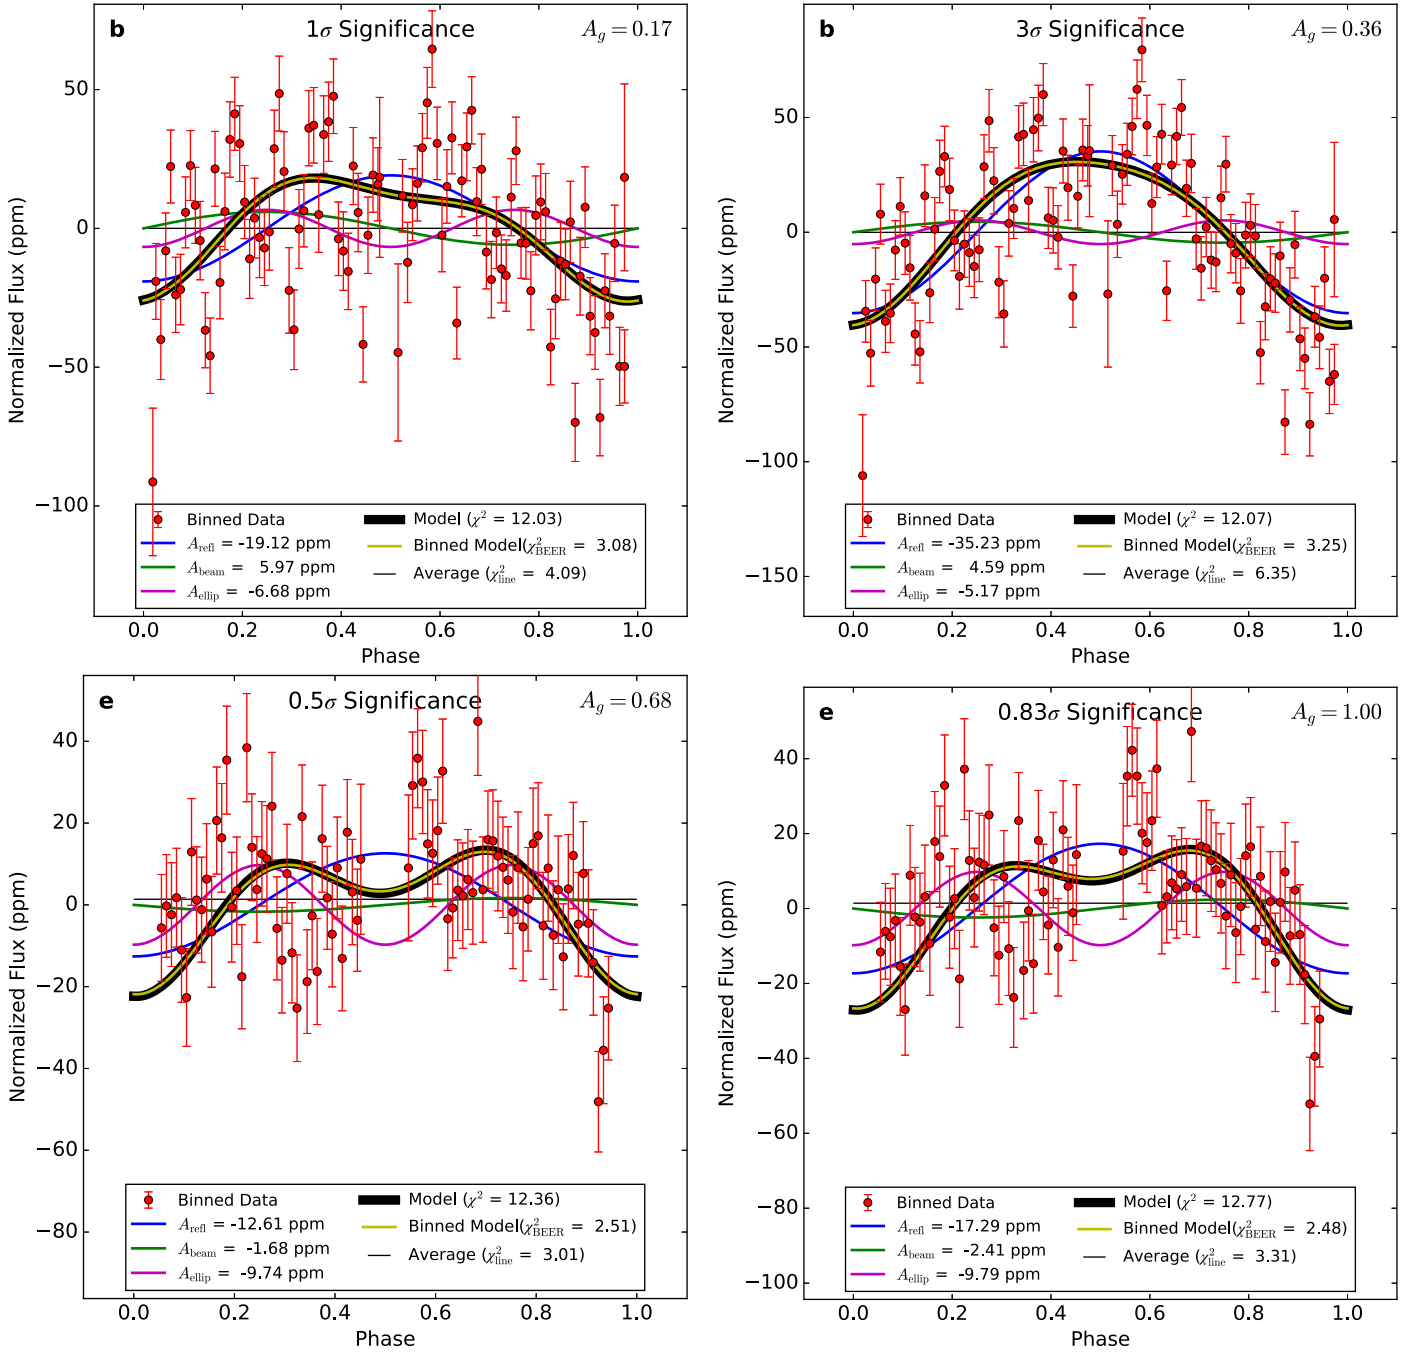 b 1σ Significance A_g = 0.17
50
0
−50
−100
Normalized Flux (ppm)
Binned Data
A_refl = -19.12 ppm
A_beam = 5.97 ppm
A_ellip = -6.68 ppm
Model (χ² = 12.03)
Binned Model(χ²_BEER = 3.08)
Average (χ²_line = 4.09)
0.0 0.2 0.4 0.6 0.8 1.0
Phase
b 3σ Significance A_g = 0.36
50
0
−50
−100
−150
Normalized Flux (ppm)
Binned Data
A_refl = -35.23 ppm
A_beam = 4.59 ppm
A_ellip = -5.17 ppm
Model (χ² = 12.07)
Binned Model(χ²_BEER = 3.25)
Average (χ²_line = 6.35)
0.0 0.2 0.4 0.6 0.8 1.0
Phase
e 0.5σ Significance A_g = 0.68
40
20
0
−20
−40
−60
−80
Normalized Flux (ppm)
Binned Data
A_refl = -12.61 ppm
A_beam = -1.68 ppm
A_ellip = -9.74 ppm
Model (χ² = 12.36)
Binned Model(χ²_BEER = 2.51)
Average (χ²_line = 3.01)
0.0 0.2 0.4 0.6 0.8 1.0
Phase
e 0.83σ Significance A_g = 1.00
40
20
0
−20
−40
−60
−80
−100
Normalized Flux (ppm)
Binned Data
A_refl = -17.29 ppm
A_beam = -2.41 ppm
A_ellip = -9.79 ppm
Model (χ² = 12.77)
Binned Model(χ²_BEER = 2.48)
Average (χ²_line = 3.31)
0.0 0.2 0.4 0.6 0.8 1.0
Phase